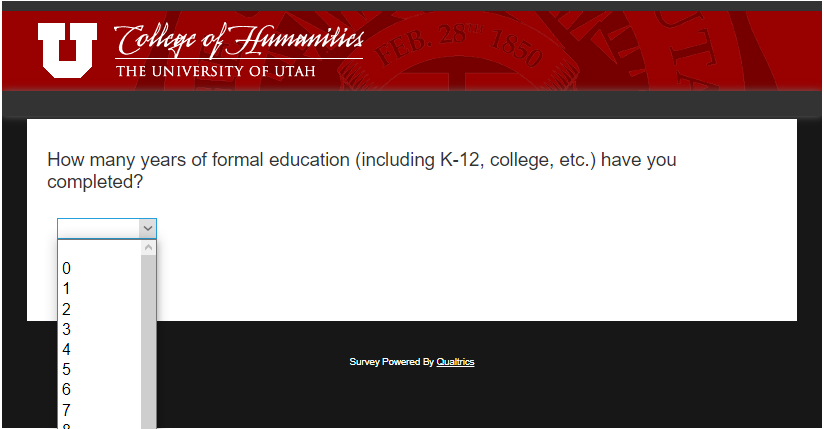 U
College of Humanities
THE UNIVERSITY OF UTAH
FEB. 28TH 1850
UTA
How many years of formal education (including K-12, college, etc.) have you
completed?
0
1
2
3
4
5
6
7
8
Survey Powered By Qualtrics